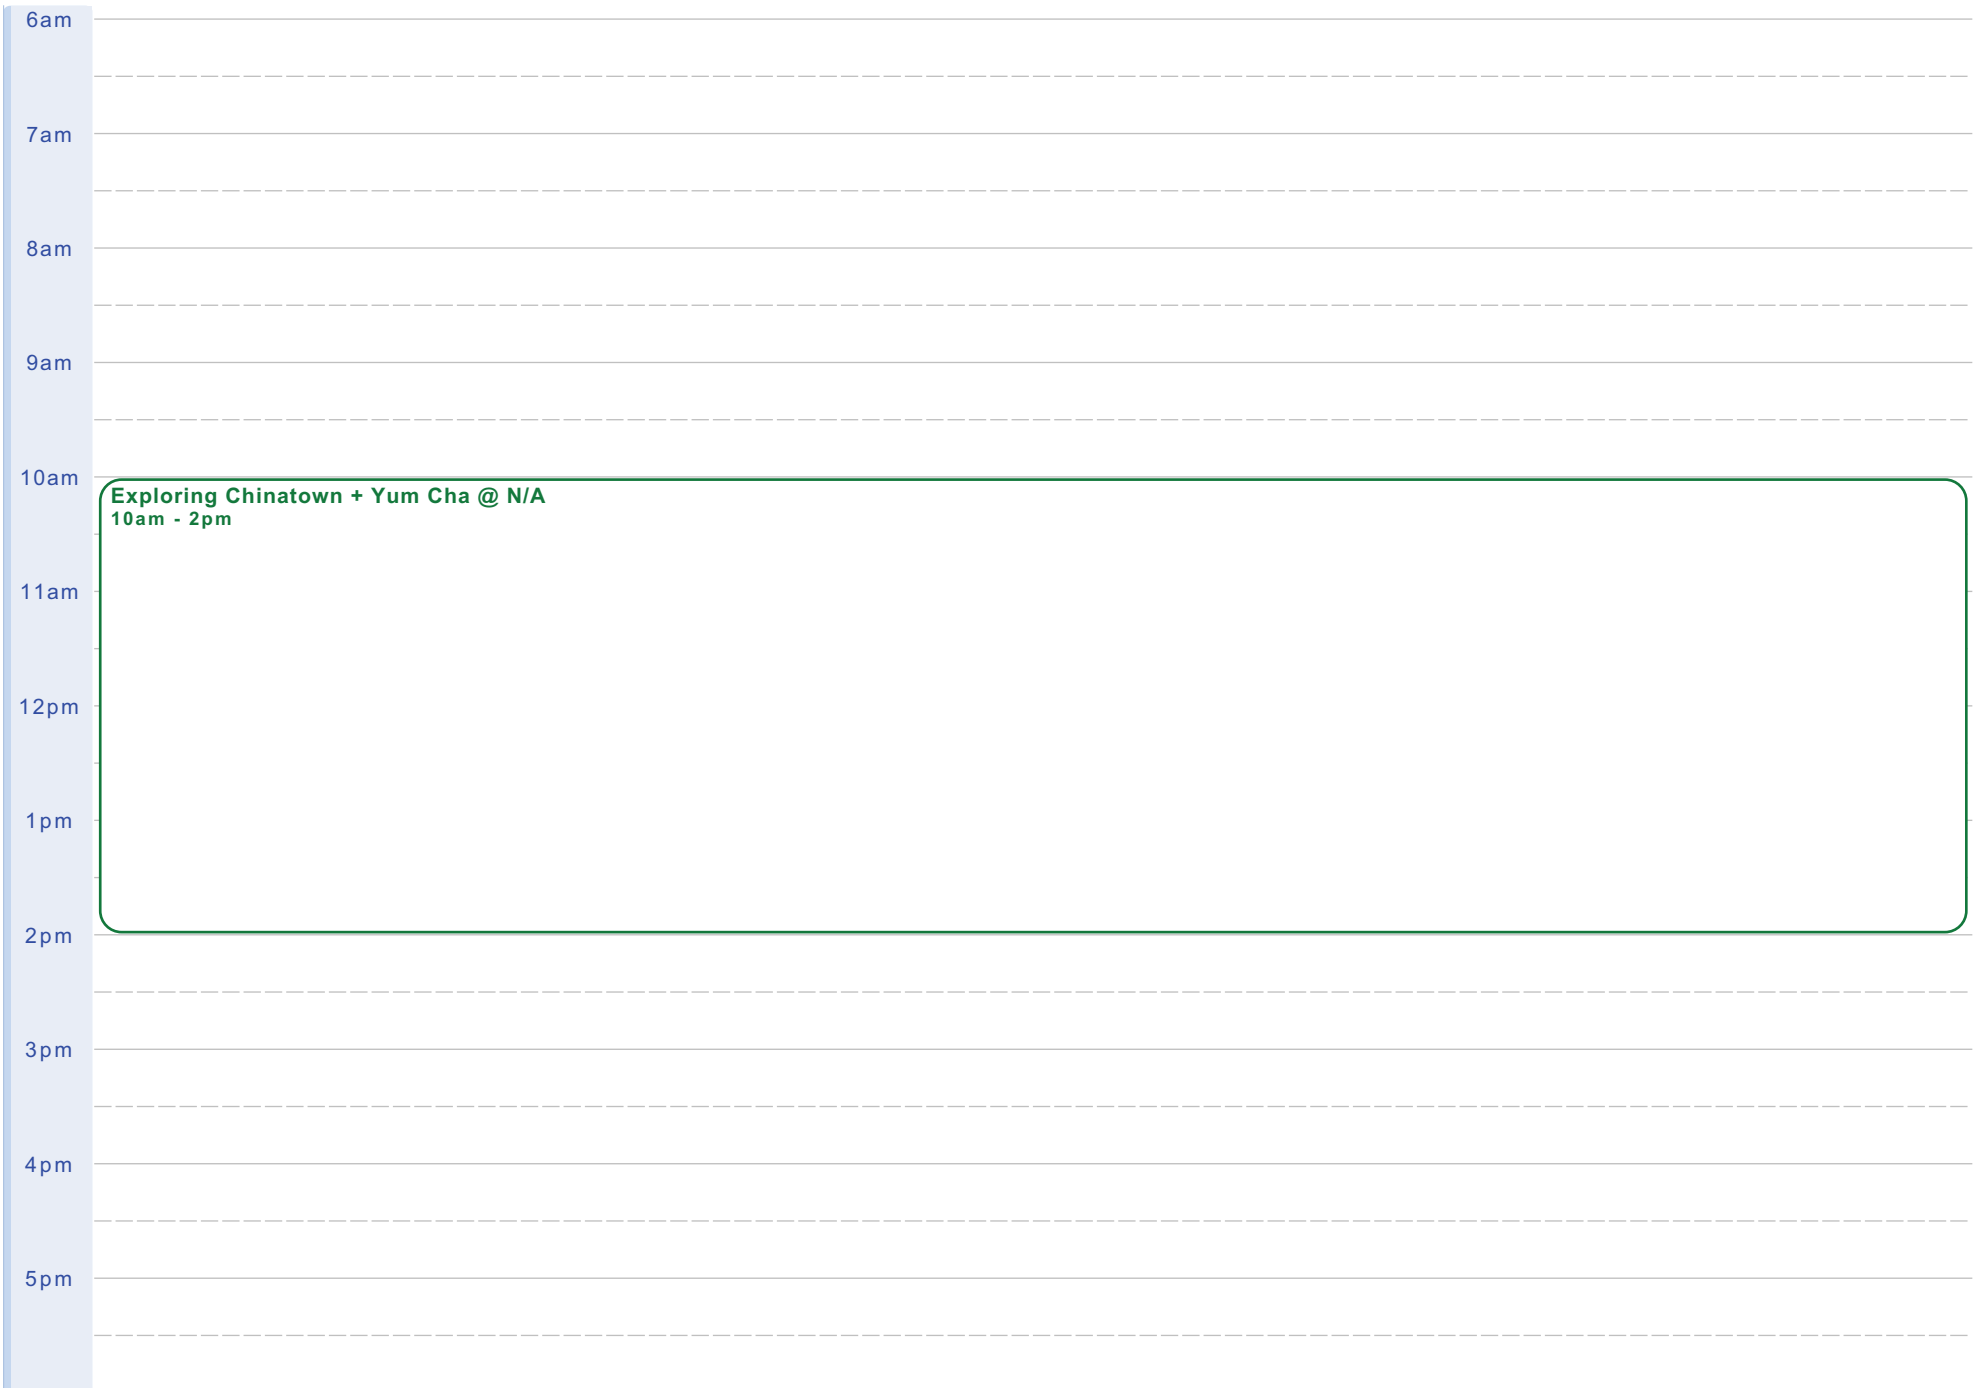 6am
7am
8am
9am
10am
Exploring Chinatown + Yum Cha @ N/A
10am - 2pm
11am
12pm
1pm
2pm
3pm
4pm
5pm